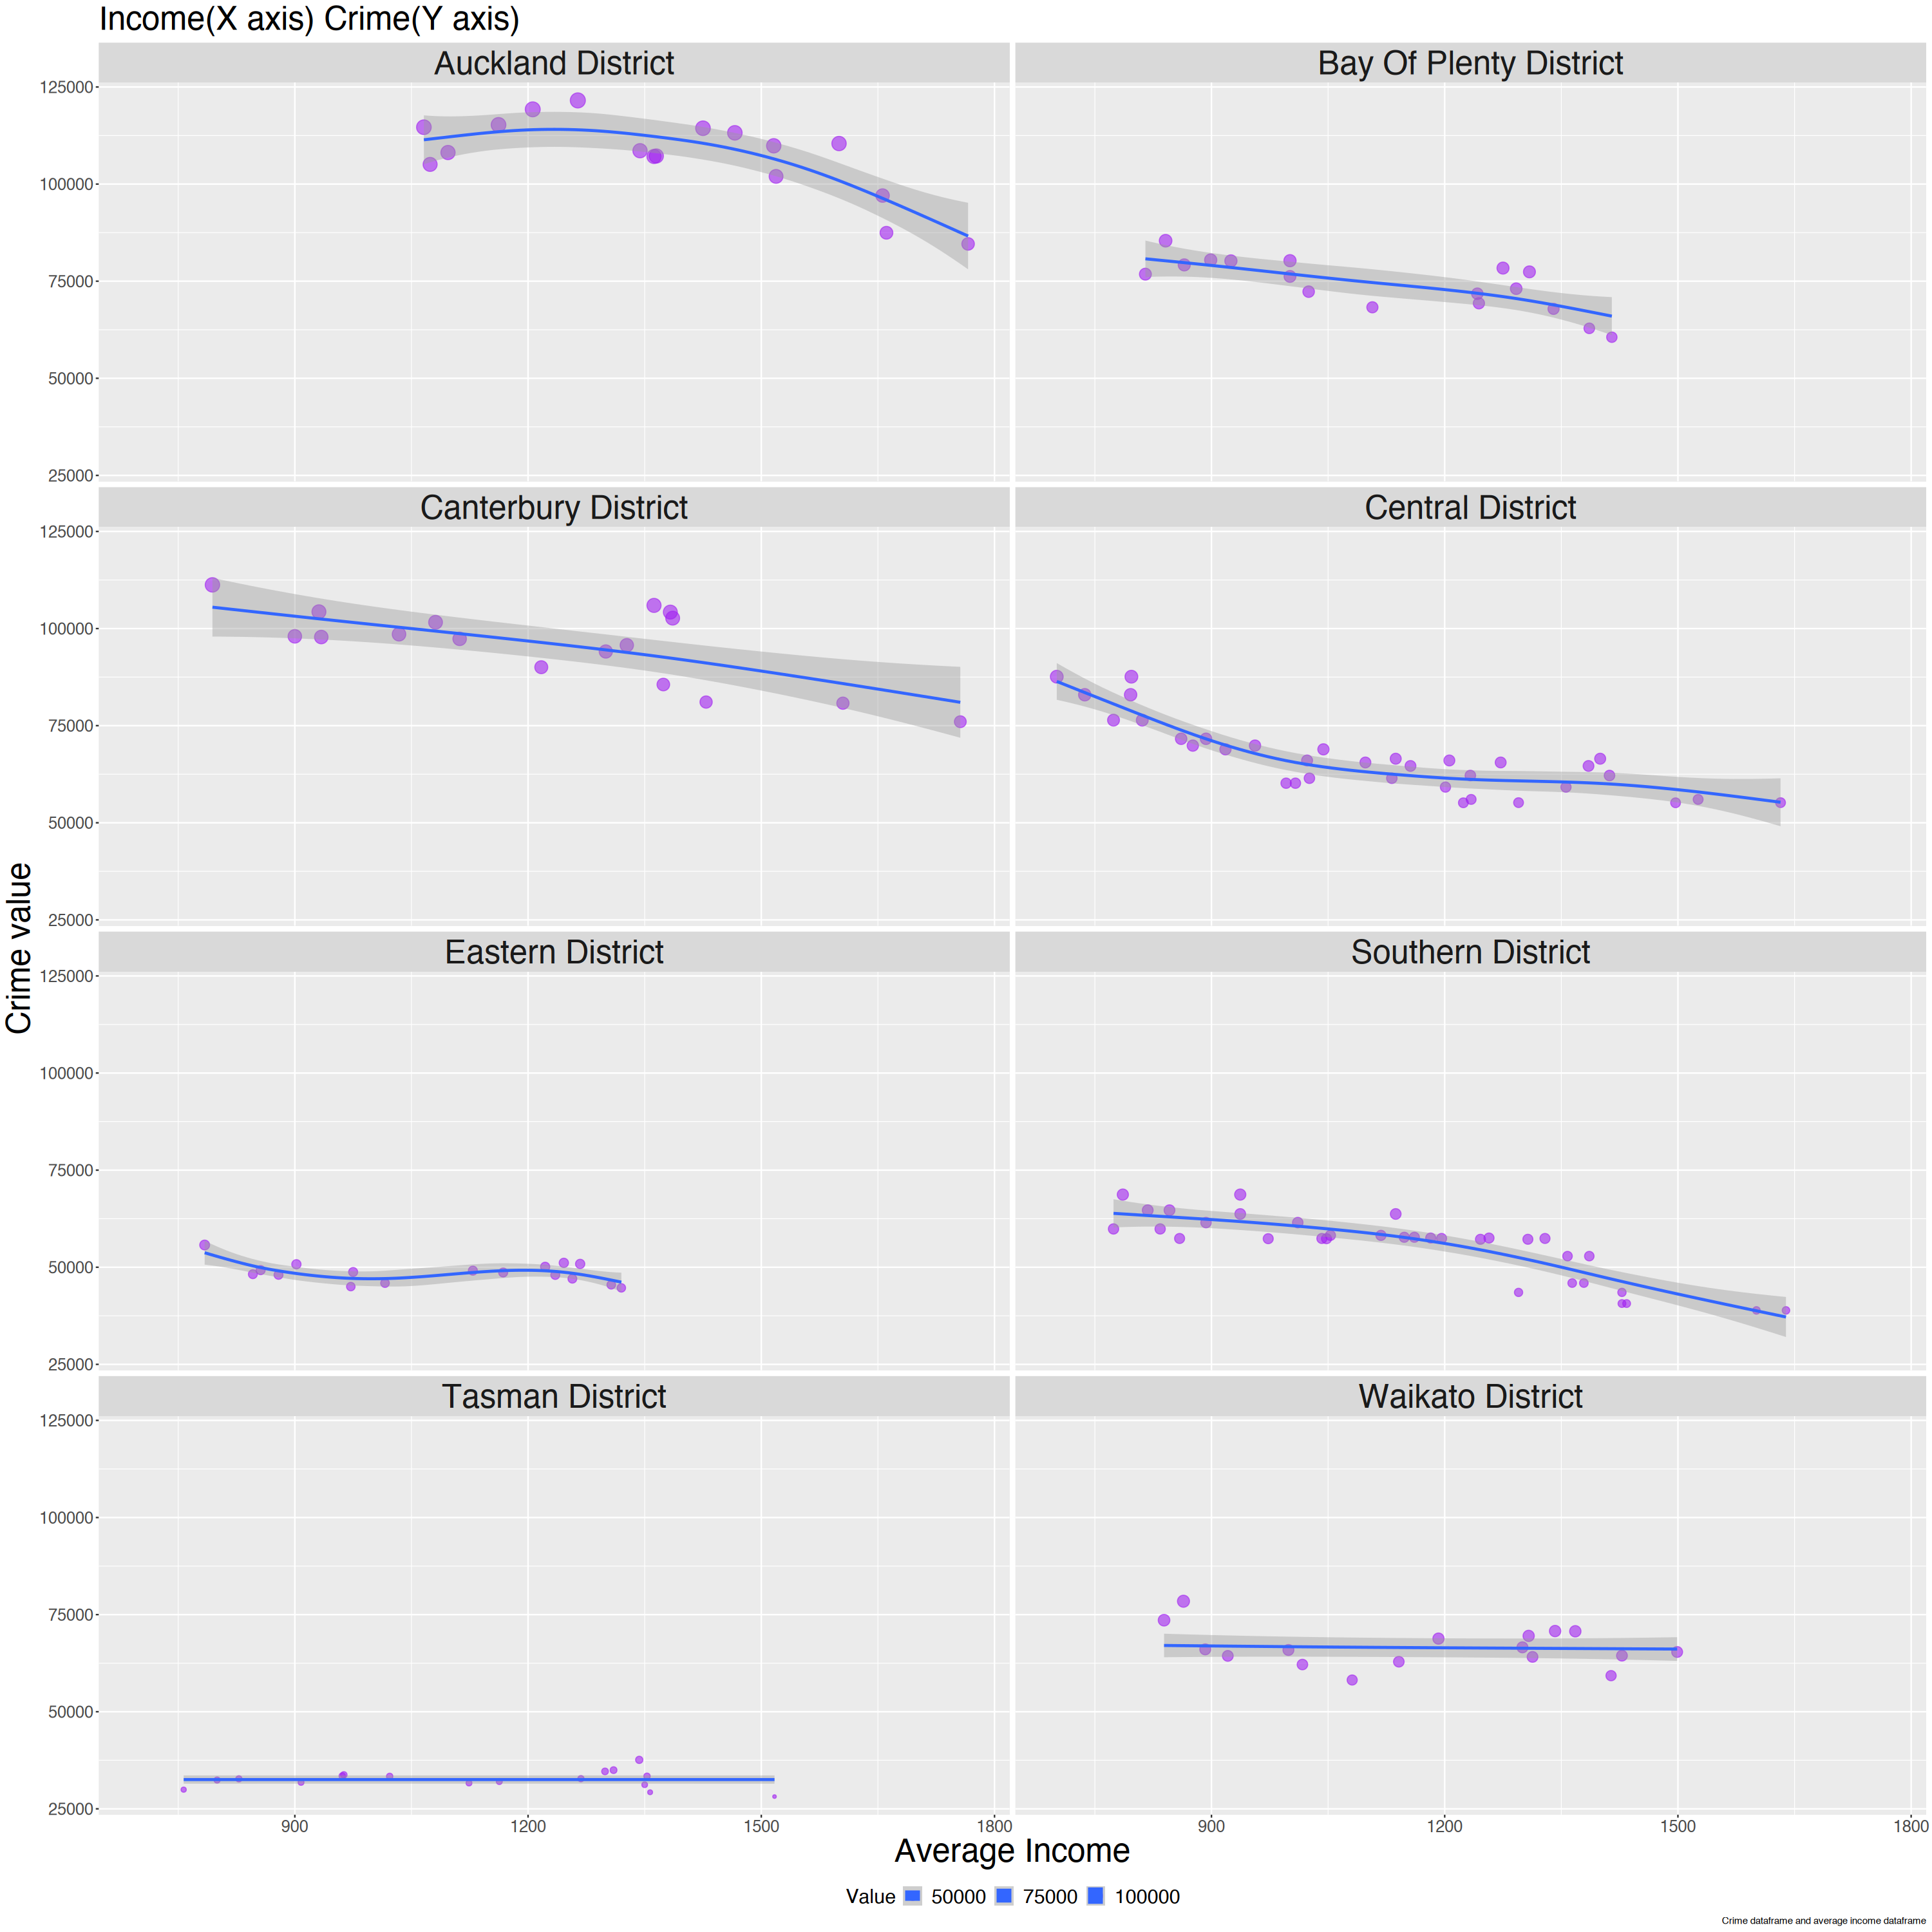 Income(X axis) Crime(Y axis)
Auckland District
Bay Of Plenty District
125000
100000
75000
50000
25000
Canterbury District
Central District
125000
100000
75000
50000
25000
Crime value
Eastern District
Southern District
125000
100000
75000
50000
25000
Tasman District
Waikato District
125000
100000
75000
50000
25000
900 1200 1500 1800 900 1200 1500 1800
Average Income
Value 50000 75000 100000
Crime dataframe and average income dataframe